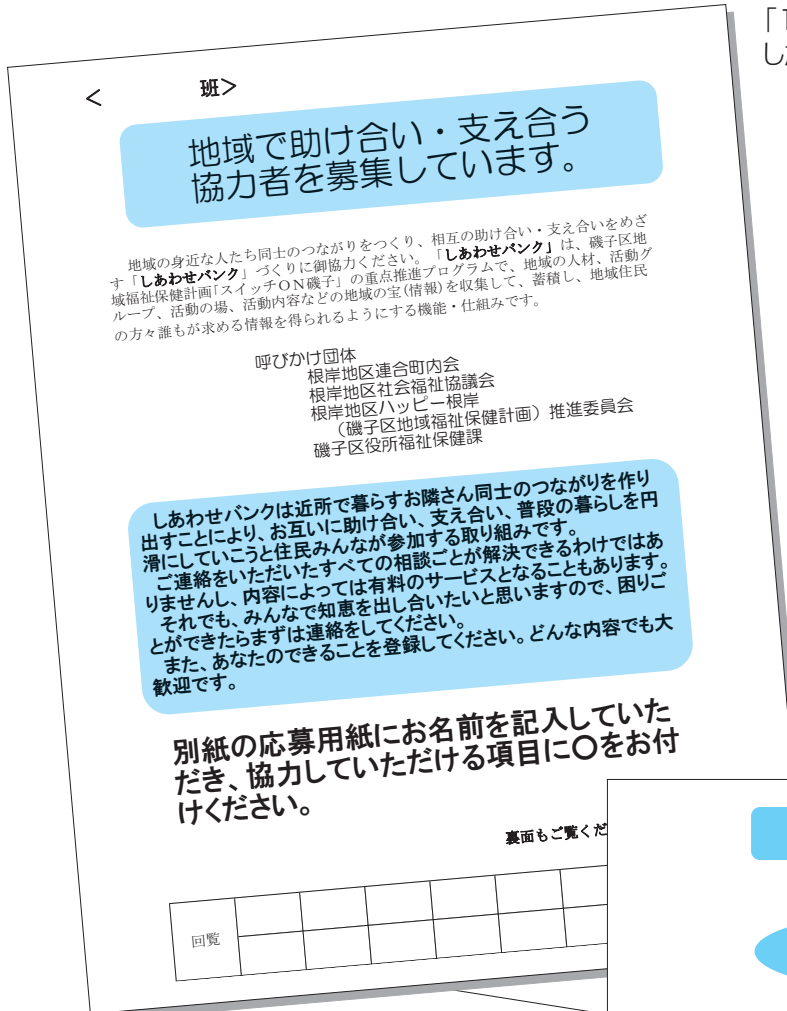 「
しか
<　　　　班>
地域で助け合い・支え合う
協力者を募集しています。
　地域の身近な人たち同士のつながりをつくり、相互の助け合い・支え合いをめざ
す「しあわせバンク」づくりに御協力ください。「しあわせバンク」は、磯子区地
域福祉保健計画「スイッチＯＮ磯子」の重点推進プログラムで、地域の人材、活動グ
ループ、活動の場、活動内容などの地域の宝(情報)を収集して、蓄積し、地域住民
の方々誰もが求める情報を得られるようにする機能・仕組みです。
呼びかけ団体
根岸地区連合町内会
根岸地区社会福祉協議会
根岸地区ハッピー根岸
（磯子区地域福祉保健計画）推進委員会
磯子区役所福祉保健課
　しあわせバンクは近所で暮らすお隣さん同士のつながりを作り
出すことにより、お互いに助け合い、支え合い、普段の暮らしを円
滑にしていこうと住民みんなが参加する取り組みです。
　ご連絡をいただいたすべての相談ごとが解決できるわけではあ
りませんし、内容によっては有料のサービスとなることもあります。
　それでも、みんなで知恵を出し合いたいと思いますので、困りご
とができたらまずは連絡をしてください。
　また、あなたのできることを登録してください。どんな内容でも大
歓迎です。
別紙の応募用紙にお名前を記入していた
だき、協力していただける項目に〇をお付
けください。
裏面もご覧くだ
回覧